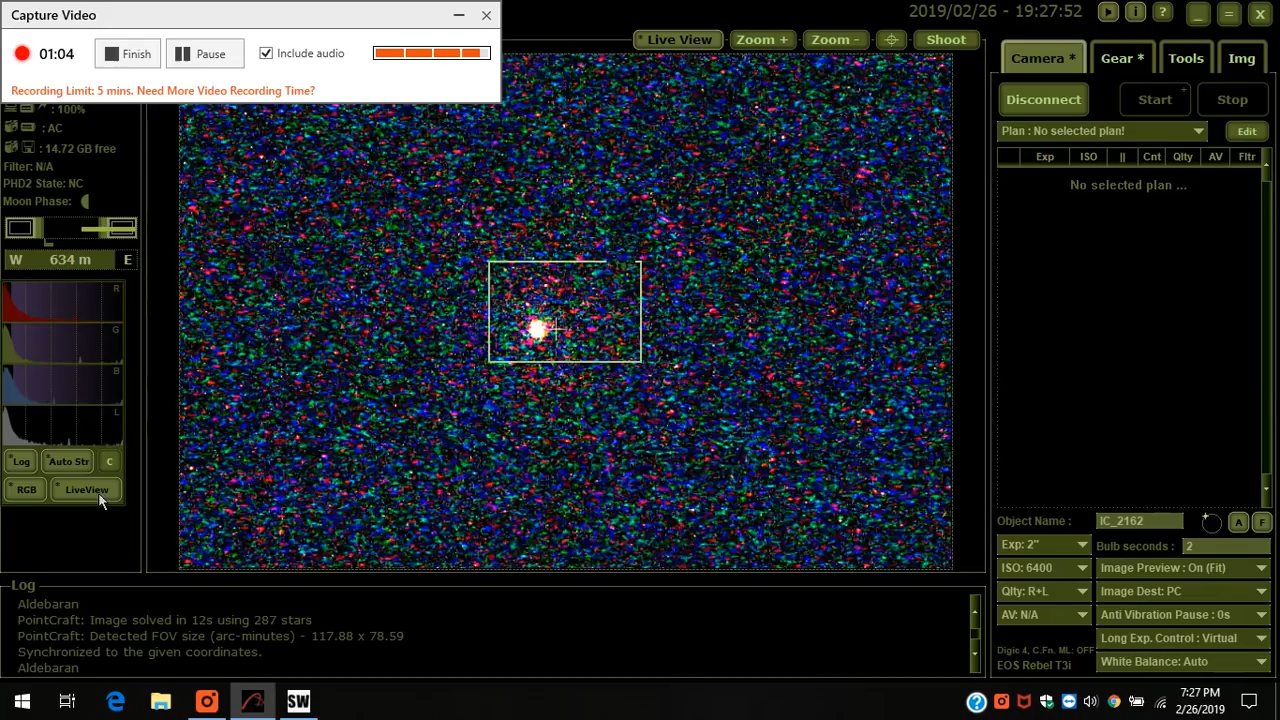 Capture Video
01:04
Finish
Pause
Include audio
Recording Limit: 5 mins. Need More Video Recording Time?
2019/02/26 - 19:27:52
i
?
* Live View
Zoom +
Zoom -
Shoot
: 100%
: AC
: 14.72 GB free
Filter: N/A
PHD2 State: NC
Moon Phase:
W 634 m E
R
G
B
L
* Log
* Auto Str
C
* RGB
* LiveView
Camera *
Gear *
Tools
Img
Disconnect
Start +
Stop
Plan : No selected plan!
Edit
Exp ISO || Cnt Qlty AV Fltr
No selected plan ...
Object Name :
IC_2162
A
F
Exp: 2"
Bulb seconds :
2
ISO: 6400
Image Preview : On (Fit)
Qlty: R+L
Image Dest: PC
AV: N/A
Anti Vibration Pause : 0s
Long Exp. Control : Virtual
Digic 4, C.Fn. ML: OFF
EOS Rebel T3i
White Balance: Auto
Log
Aldebaran
PointCraft: Image solved in 12s using 287 stars
PointCraft: Detected FOV size (arc-minutes) - 117.88 x 78.59
Synchronized to the given coordinates.
Aldebaran
SW
7:27 PM
2/26/2019